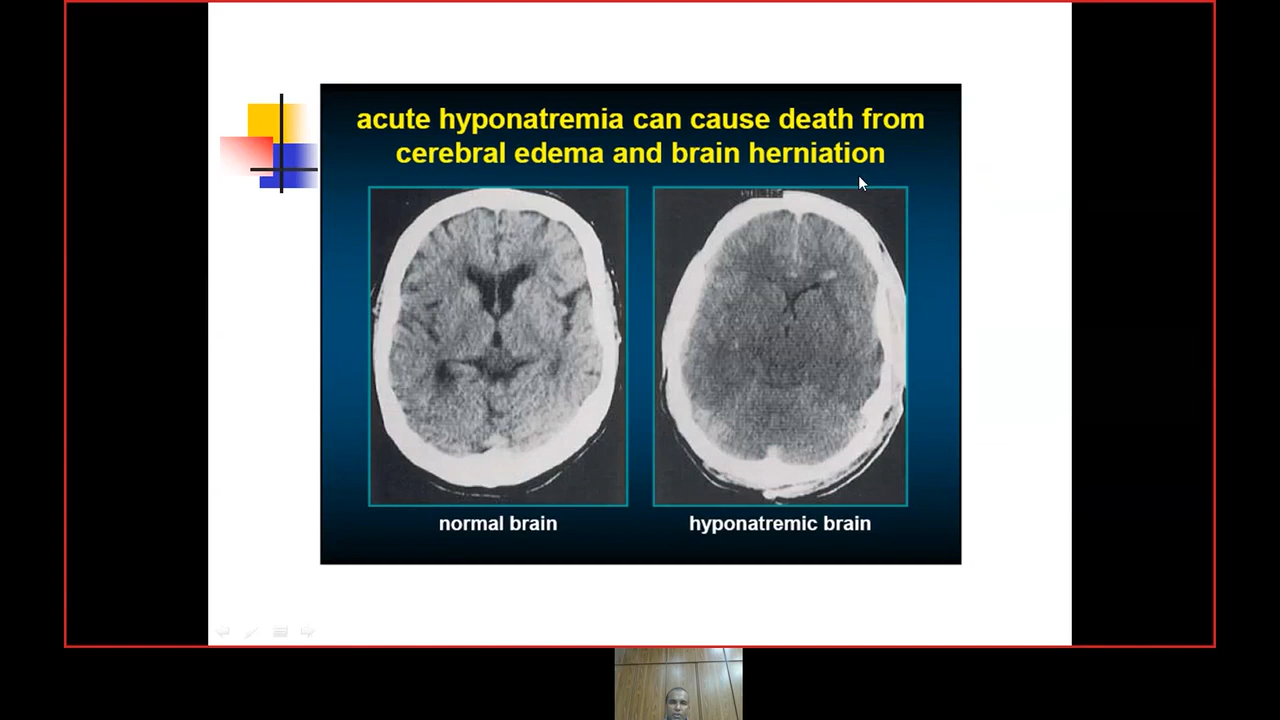 acute hyponatremia can cause death from
cerebral edema and brain herniation
normal brain
hyponatremic brain